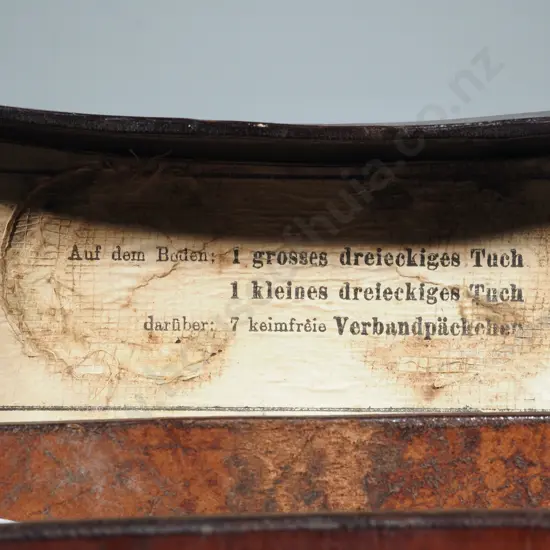 Auf dem Boden: 1 grosses dreieckiges Tuch
1 kleines dreieckiges Tuch
darüber: 7 keimfreie Verbandpäckchen